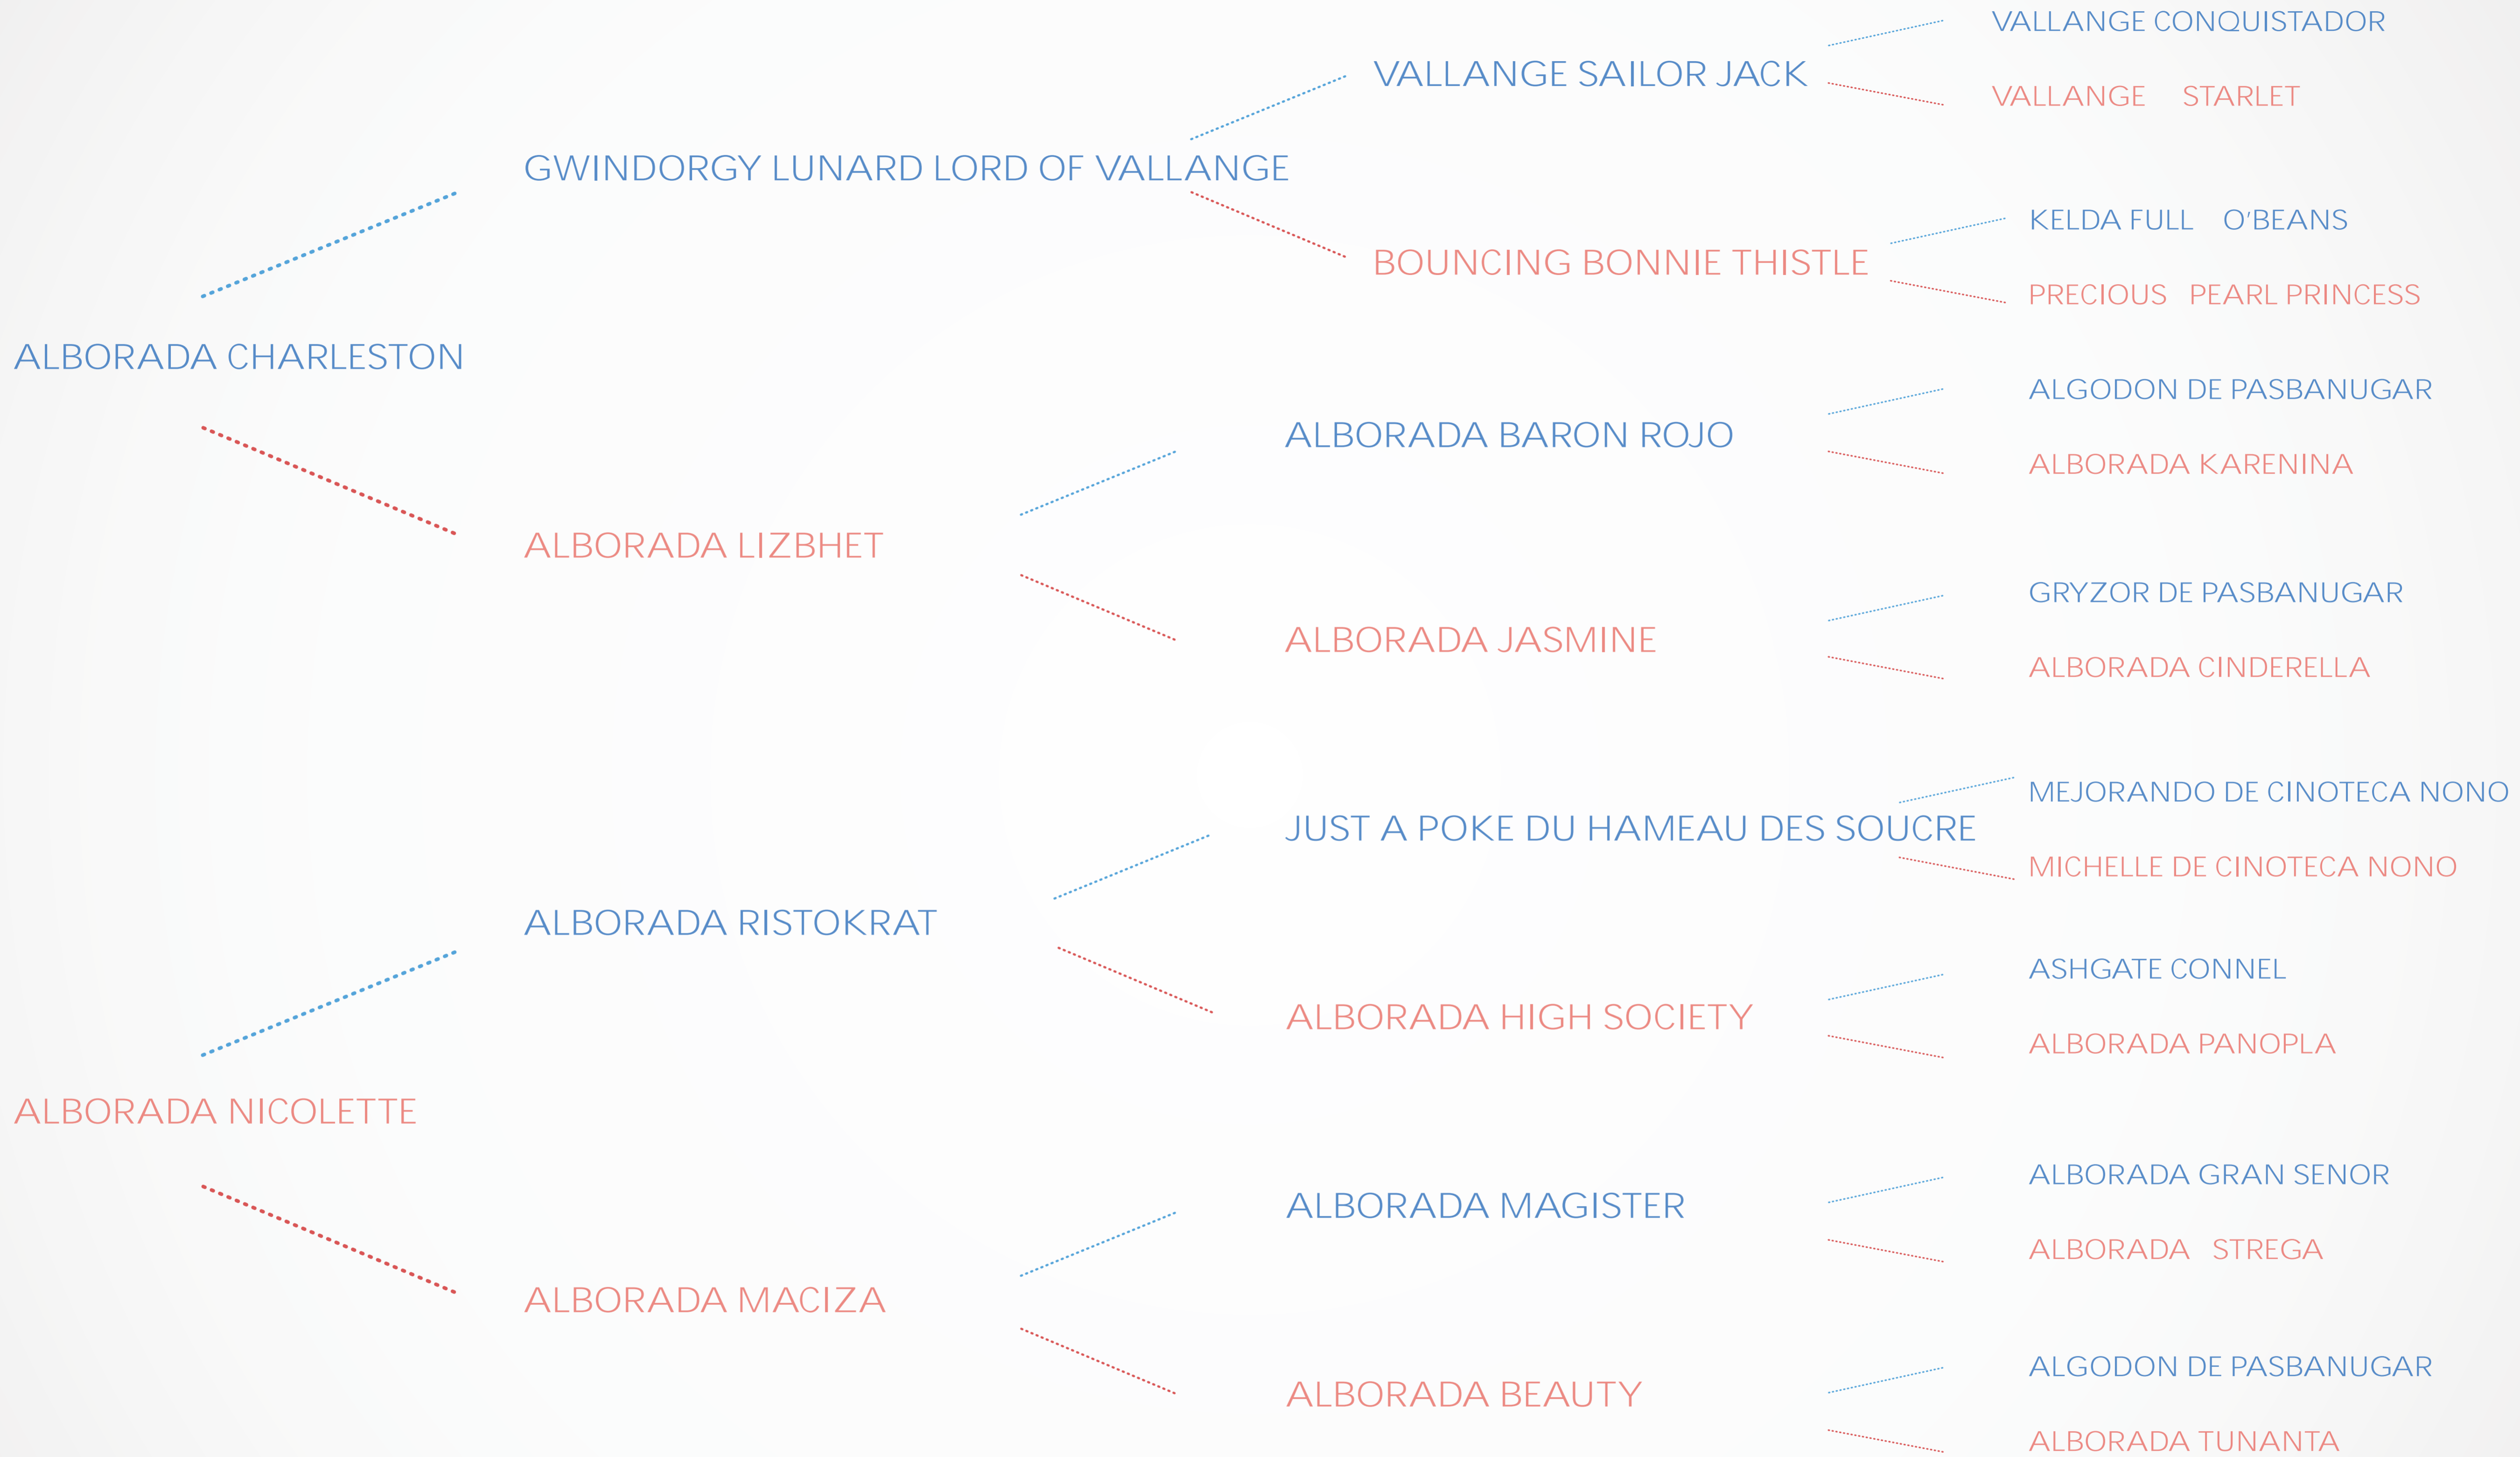 VALLANGE CONQUISTADOR
VALLANGE SAILOR JACK
VALLANGE STARLET
GWINDORGY LUNARD LORD OF VALLANGE
KELDA FULL O'BEANS
BOUNCING BONNIE THISTLE
PRECIOUS PEARL PRINCESS
ALBORADA CHARLESTON
ALGODON DE PASBANUGAR
ALBORADA BARON ROJO
ALBORADA KARENINA
ALBORADA LIZBHET
GRYZOR DE PASBANUGAR
ALBORADA JASMINE
ALBORADA CINDERELLA
MEJORANDO DE CINOTECA NONO
JUST A POKE DU HAMEAU DES SOUCRE
MICHELLE DE CINOTECA NONO
ALBORADA RISTOKRAT
ASHGATE CONNEL
ALBORADA HIGH SOCIETY
ALBORADA PANOPLA
ALBORADA NICOLETTE
ALBORADA GRAN SENOR
ALBORADA MAGISTER
ALBORADA STREGA
ALBORADA MACIZA
ALGODON DE PASBANUGAR
ALBORADA BEAUTY
ALBORADA TUNANTA